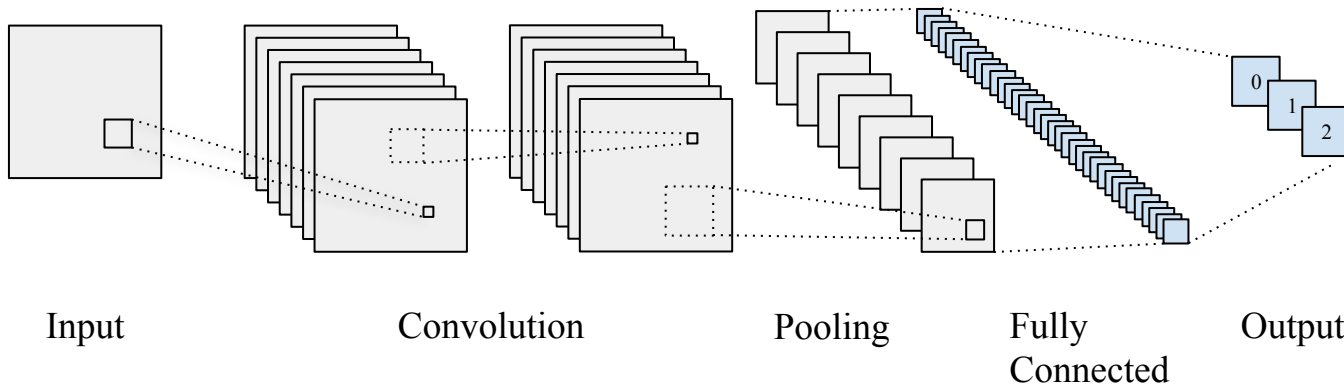 0
1
2
Input
Convolution
Pooling
Fully
Connected
Output